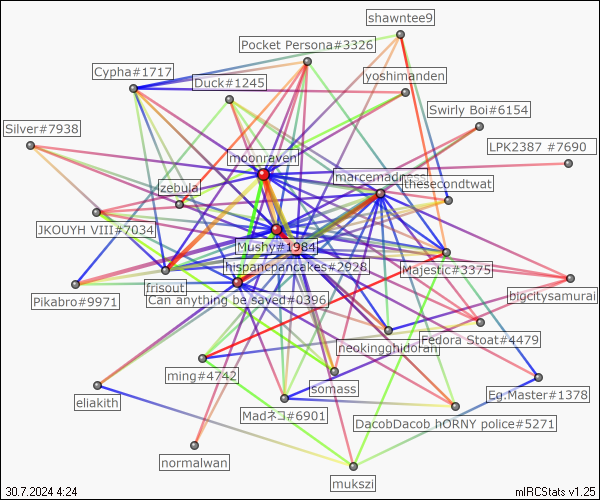 shawntee9
Pocket Persona#3326
Cypha#1717
yoshimanden
Duck#1245
Swirly Boi#6154
Silver#7938
LPK2387 #7690
moonraven
marcemadness
thesecondtwat
zebula
JKOUYH VIII#7034
Mushy#1984
hispancpancakes#2928
Majestic#3375
frisout
bigcitysamurai
Pikabro#9971
Can anything be saved#0396
Fedora Stoat#4479
neokingghidorah
ming#4742
somass
Eg.Master#1378
eliakith
Madネコ#6901
DacobDacob hORNY police#5271
normalwan
mukszi
30.7.2024 4:24
mIRCStats v1.25